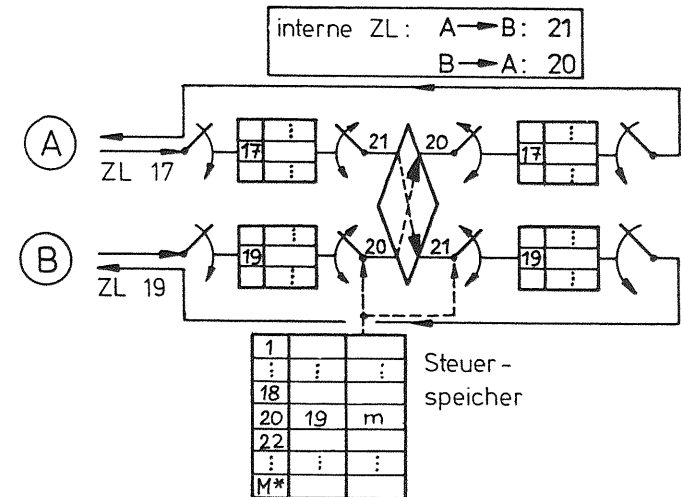 interne ZL: A→B: 21
B→A: 20
A
17
21
20
17
ZL 17
B
19
20
21
19
ZL 19
1
⋮ ⋮ ⋮
18
20 19 m
22
⋮ ⋮ ⋮
M*
Steuer-
speicher